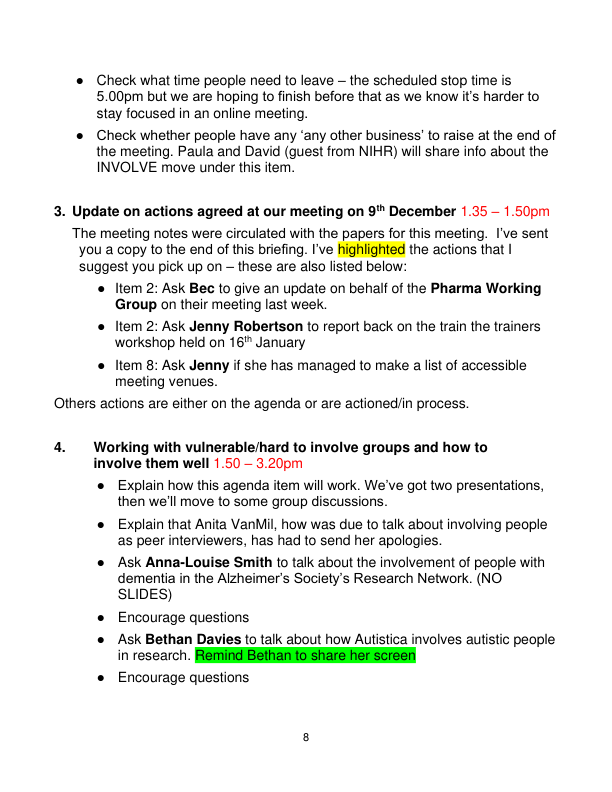 ● Check what time people need to leave – the scheduled stop time is
5.00pm but we are hoping to finish before that as we know it’s harder to
stay focused in an online meeting.
● Check whether people have any ‘any other business’ to raise at the end of
the meeting. Paula and David (guest from NIHR) will share info about the
INVOLVE move under this item.
3. Update on actions agreed at our meeting on 9th December 1.35 – 1.50pm
The meeting notes were circulated with the papers for this meeting. I’ve sent
you a copy to the end of this briefing. I’ve highlighted the actions that I
suggest you pick up on – these are also listed below:
● Item 2: Ask Bec to give an update on behalf of the Pharma Working
Group on their meeting last week.
● Item 2: Ask Jenny Robertson to report back on the train the trainers
workshop held on 16th January
● Item 8: Ask Jenny if she has managed to make a list of accessible
meeting venues.
Others actions are either on the agenda or are actioned/in process.
4. Working with vulnerable/hard to involve groups and how to
involve them well 1.50 – 3.20pm
● Explain how this agenda item will work. We’ve got two presentations,
then we’ll move to some group discussions.
● Explain that Anita VanMil, how was due to talk about involving people
as peer interviewers, has had to send her apologies.
● Ask Anna-Louise Smith to talk about the involvement of people with
dementia in the Alzheimer’s Society’s Research Network. (NO
SLIDES)
● Encourage questions
● Ask Bethan Davies to talk about how Autistica involves autistic people
in research. Remind Bethan to share her screen
● Encourage questions
8